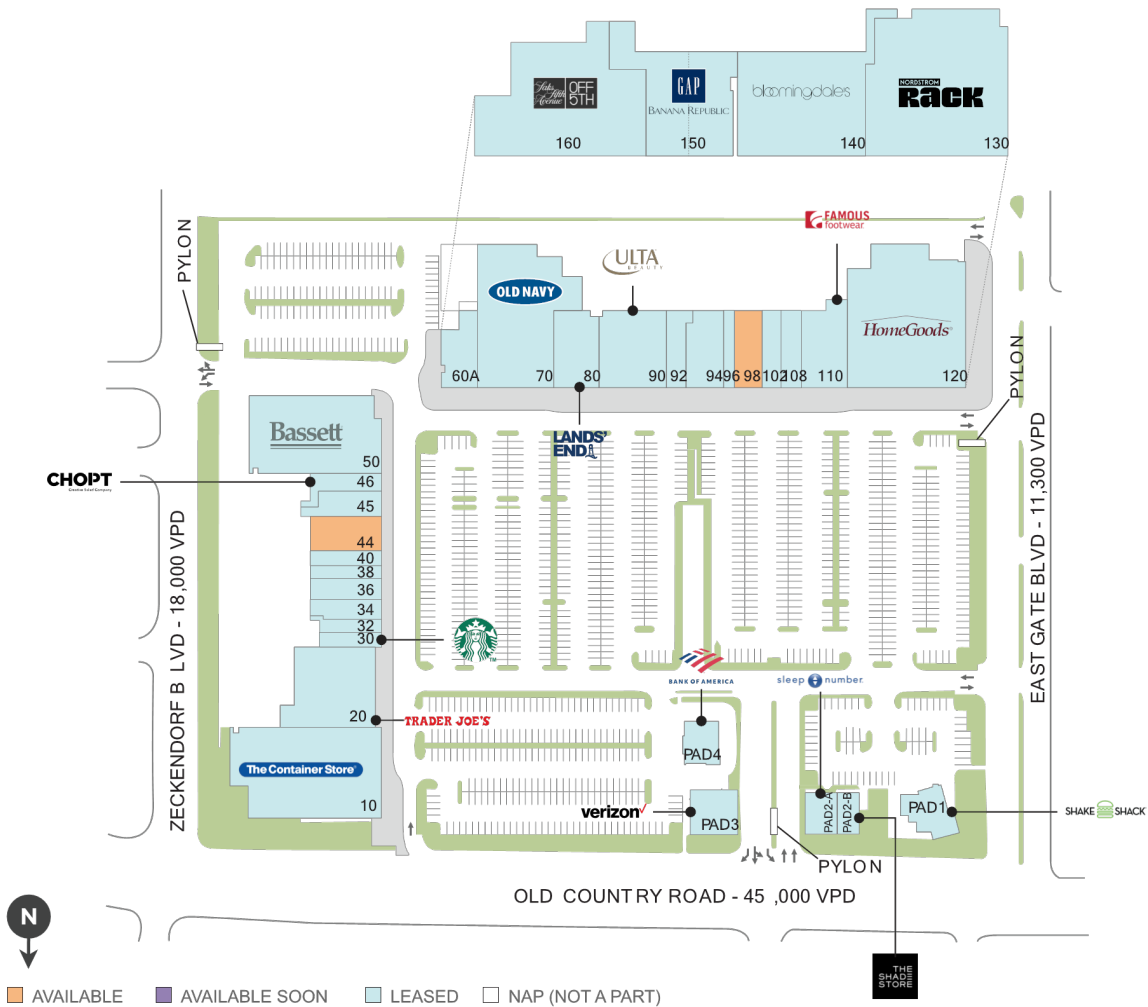 Saks Fifth Avenue OFF 5TH
GAP
BANANA REPUBLIC
bloomingdales
NORDSTROM
RACK
160
150
140
130
FAMOUS
footwear
PYLON
ULTA
BEAUTY
OLD NAVY
HomeGoods
60A
70
80
90
92
94
96
98
102
108
110
120
PYLON
LANDS'
END
Bassett
50
CHOPT
Creative Salad Company
46
45
44
40
38
36
34
32
30
ZECKENDORF B LVD - 18,000 VPD
EAST GATE BLVD - 11,300 VPD
BANK OF AMERICA
sleep number
20
TRADER JOE'S
PAD4
The Container Store
10
verizon
PAD3
PAD2-A
PAD2-B
PAD1
SHAKE SHACK
PYLON
OLD COUNTRY ROAD - 45 ,000 VPD
N
THE
SHADE
STORE
AVAILABLE
AVAILABLE SOON
LEASED
NAP (NOT A PART)